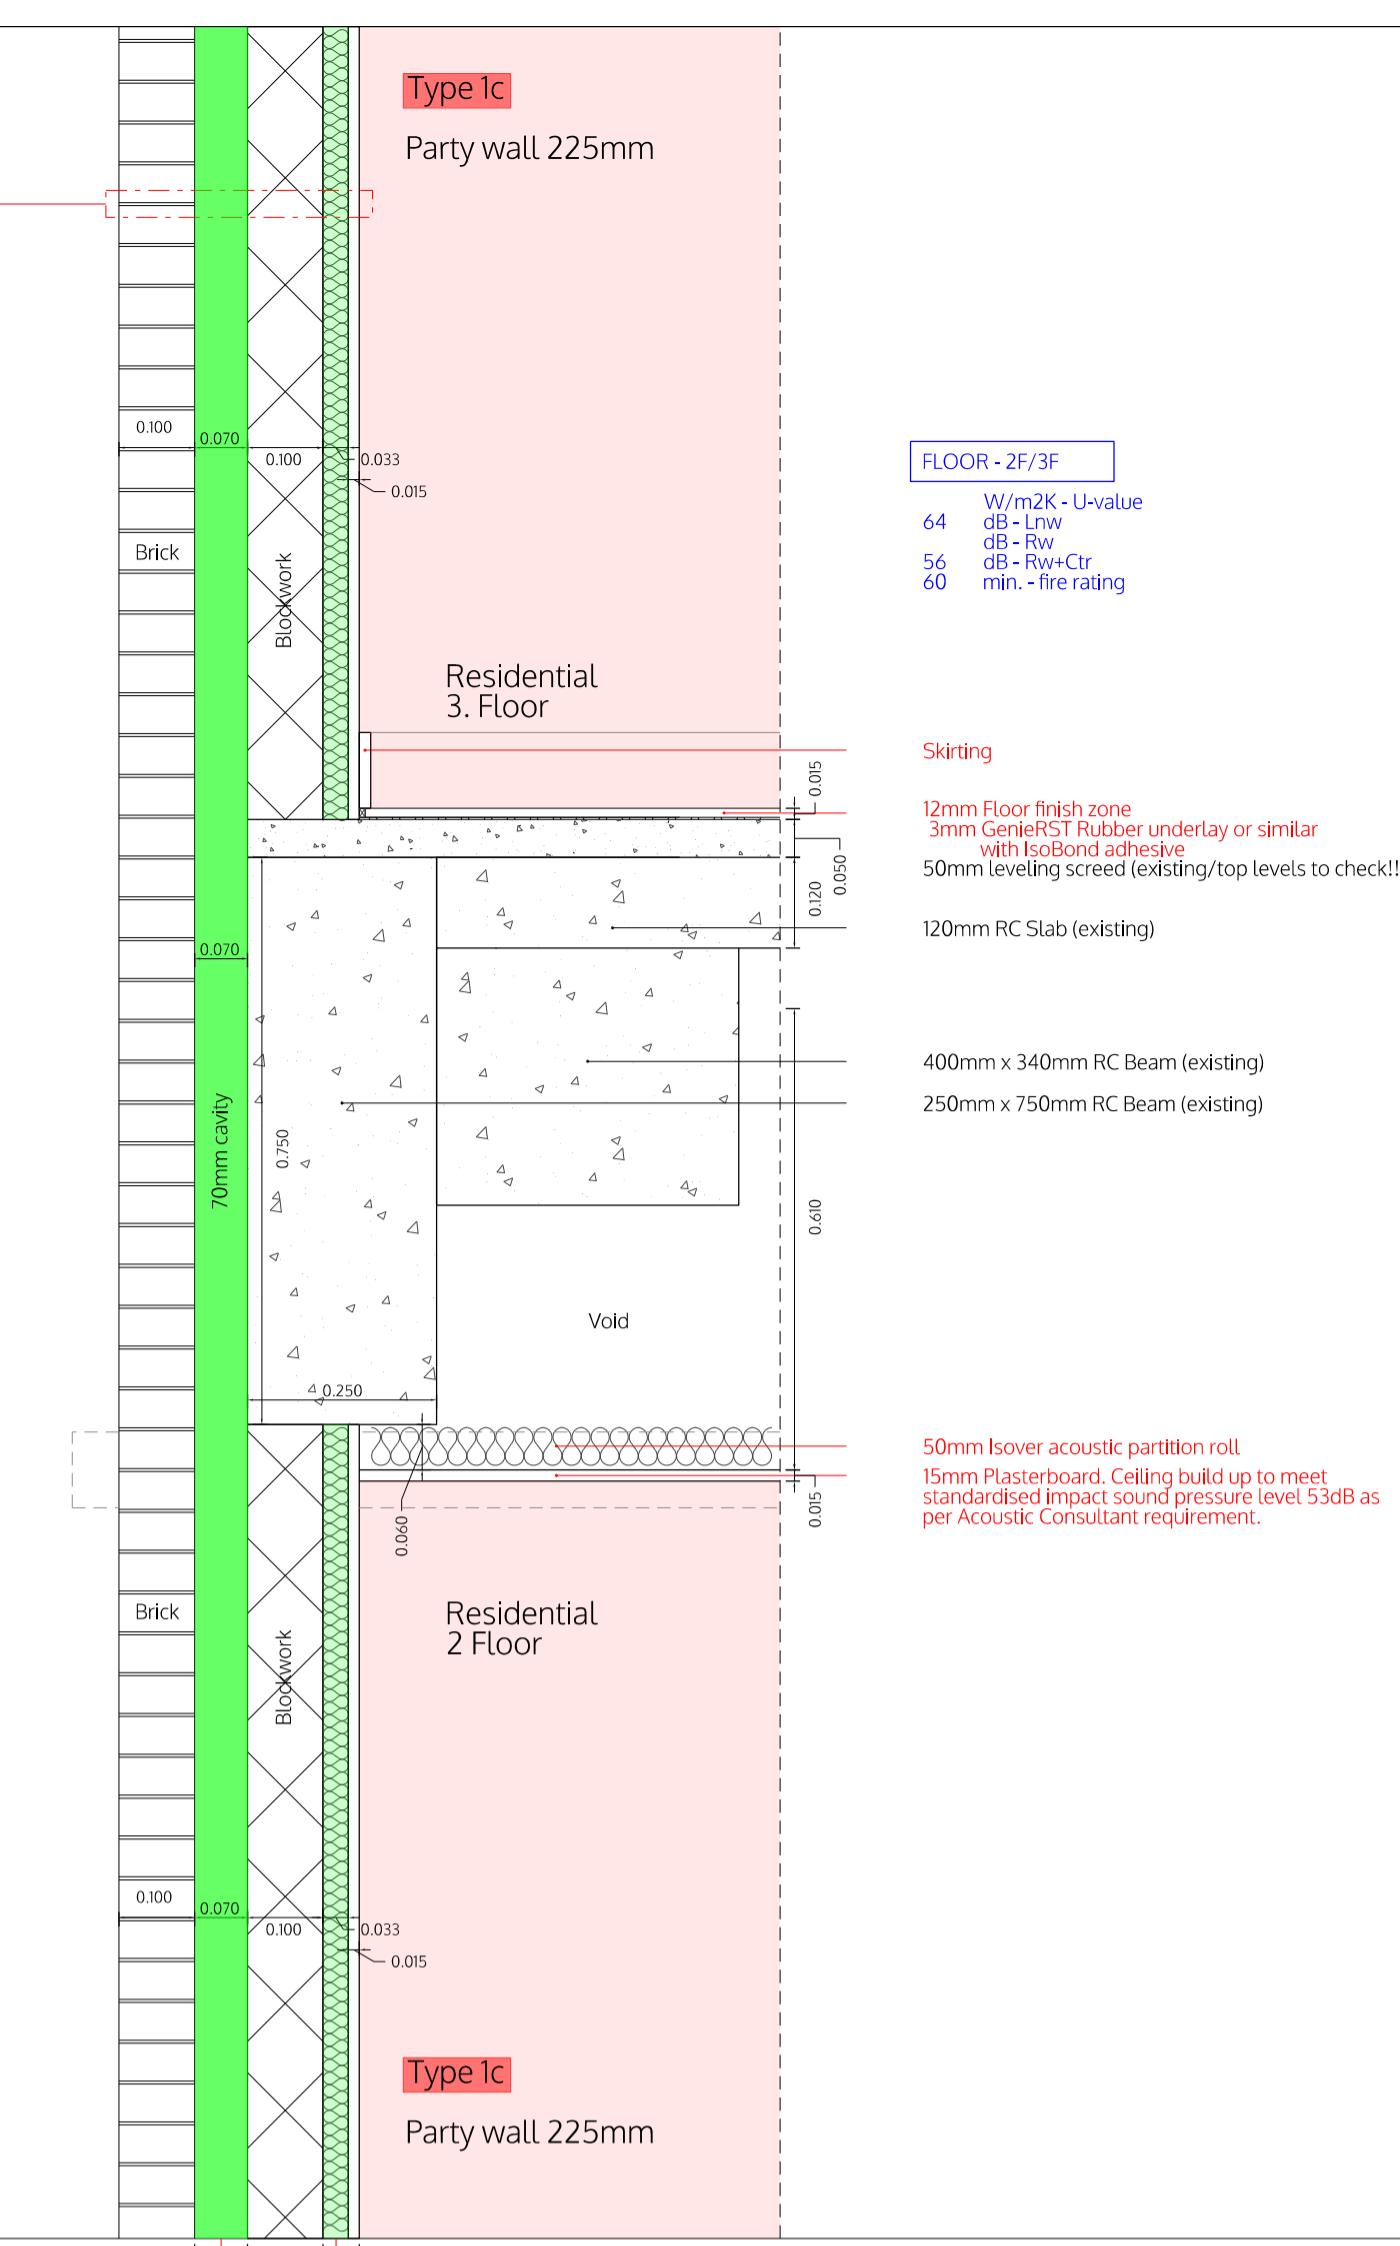 Type 1c
Party wall 225mm
0.100
0.070
0.100
0.033
0.015
FLOOR - 2F/3F
W/m2K - U-value
64 dB - Lnw
dB - Rw
56 dB - Rw+Ctr
60 min. - fire rating
Brick
Blockwork
Residential
3. Floor
Skirting
0.015
12mm Floor finish zone
3mm GenieRST Rubber underlay or similar
with IsoBond adhesive
50mm leveling screed (existing/top levels to check!!
0.050
0.120
120mm RC Slab (existing)
0.070
400mm x 340mm RC Beam (existing)
250mm x 750mm RC Beam (existing)
70mm cavity
0.750
0.610
Void
0.250
50mm Isover acoustic partition roll
15mm Plasterboard. Ceiling build up to meet
standardised impact sound pressure level 53dB as
per Acoustic Consultant requirement.
0.015
0.060
Brick
Residential
2 Floor
Blockwork
0.100
0.070
0.100
0.033
0.015
Type 1c
Party wall 225mm